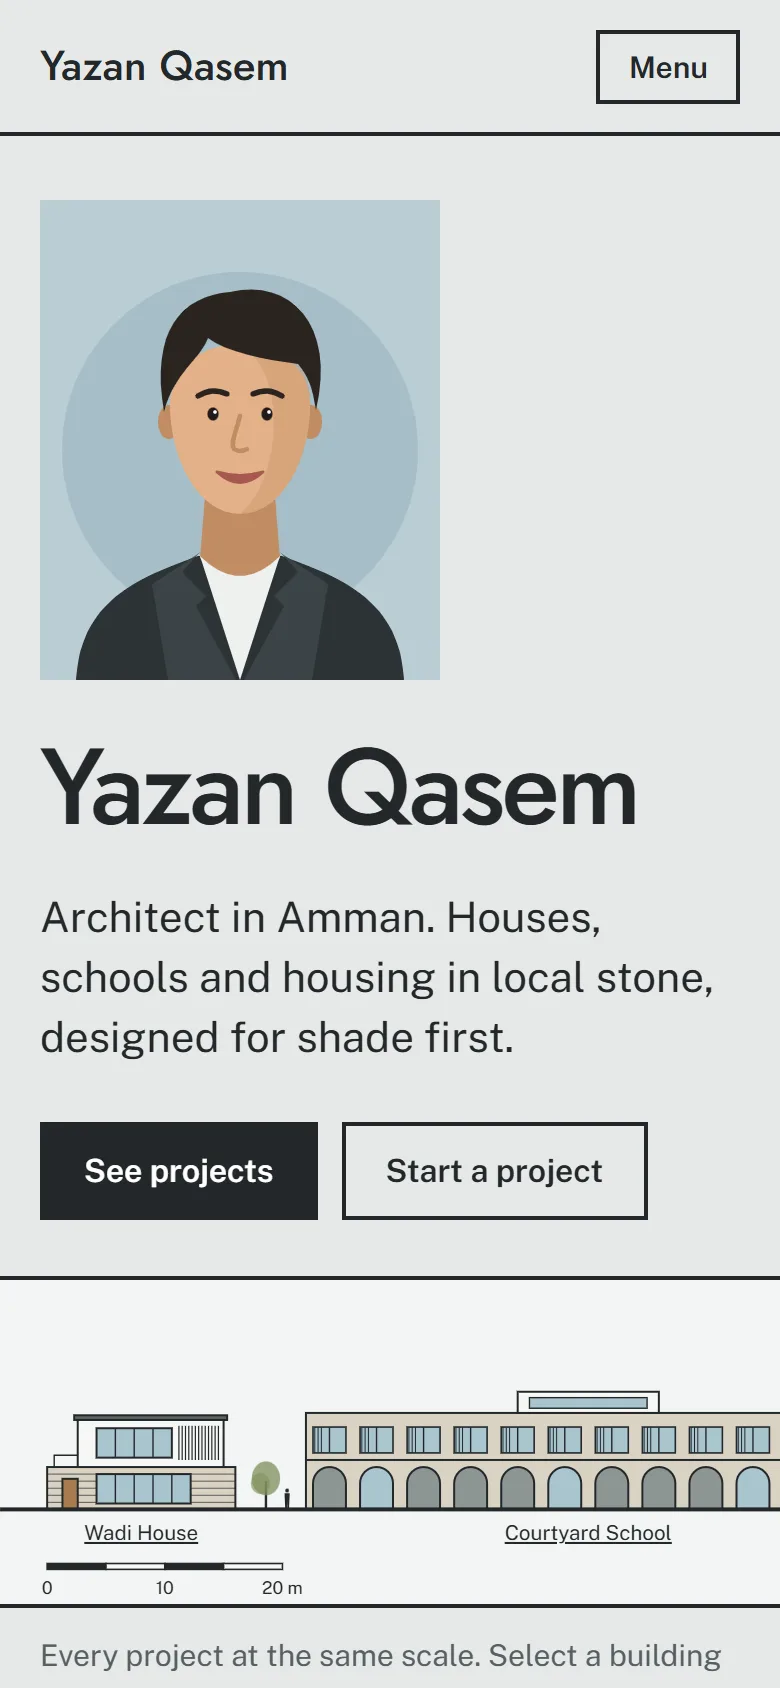 Yazan Qasem
Menu
Yazan Qasem
Architect in Amman. Houses,
schools and housing in local stone,
designed for shade first.
See projects
Start a project
Wadi House
Courtyard School
0 10 20 m
Every project at the same scale. Select a building